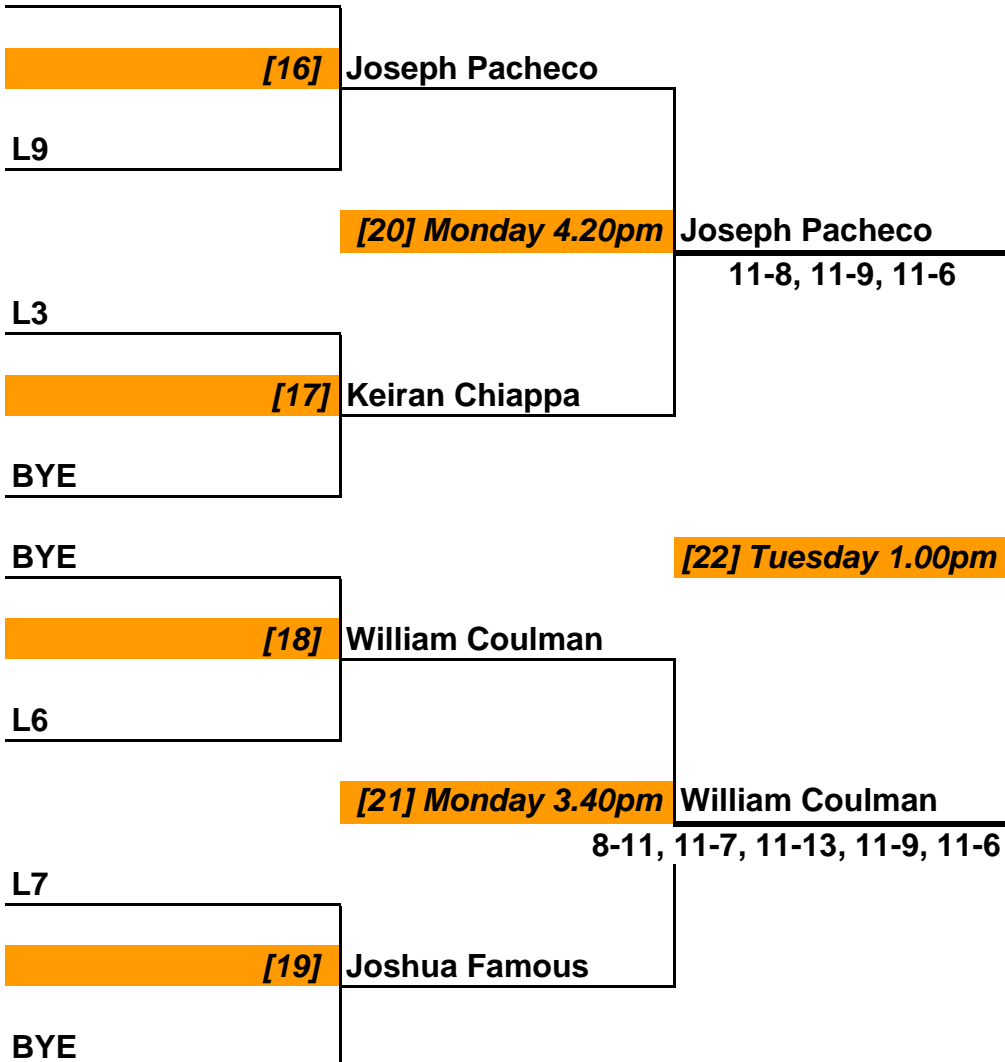 [16] Joseph Pacheco
L9
[20] Monday 4.20pm Joseph Pacheco
11-8, 11-9, 11-6
L3
[17] Keiran Chiappa
BYE
BYE
[22] Tuesday 1.00pm
[18] William Coulman
L6
[21] Monday 3.40pm William Coulman
8-11, 11-7, 11-13, 11-9, 11-6
L7
[19] Joshua Famous
BYE